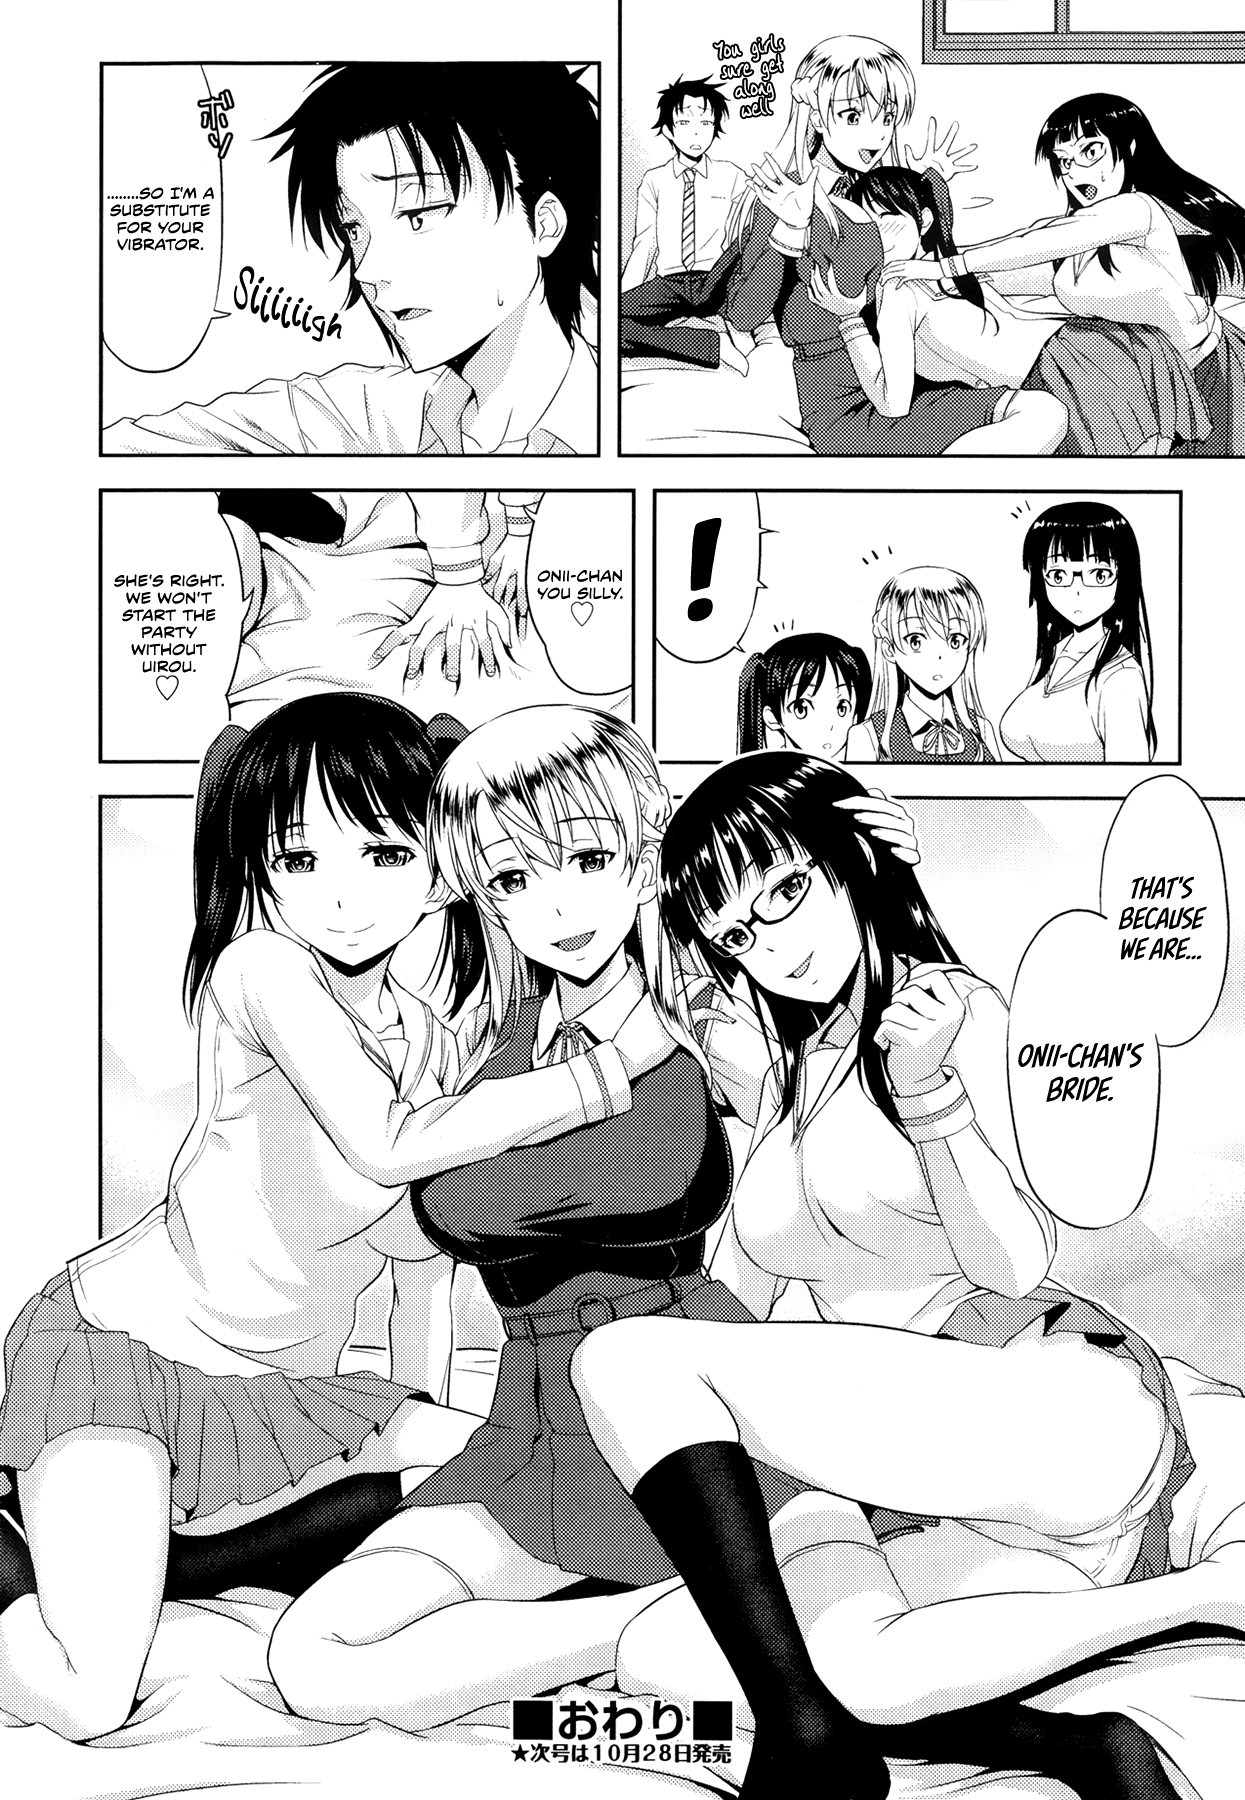 You girls
sure get
along
well
ボソッ
........SO I'M A
SUBSTITUTE
FOR YOUR
VIBRATOR.
Siiiiiigh
!
ONII-CHAN
YOU SILLY.
♡
SHE'S RIGHT.
WE WON'T
START THE
PARTY
WITHOUT
UIROU.
♡
THAT'S
BECAUSE
WE ARE...
ONII-CHAN'S
BRIDE.
■おわり■
★次号は10月28日発売